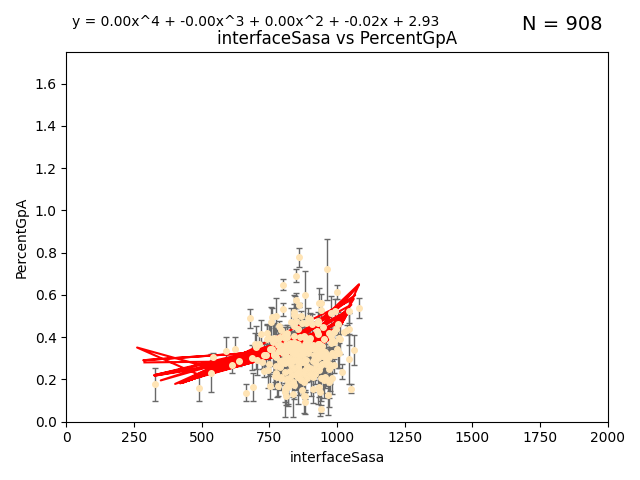 y = 0.00x^4 + -0.00x^3 + 0.00x^2 + -0.02x + 2.93
N = 908
interfaceSasa vs PercentGpA
PercentGpA
1.6
1.4
1.2
1.0
0.8
0.6
0.4
0.2
0.0
0 250 500 750 1000 1250 1500 1750 2000
interfaceSasa